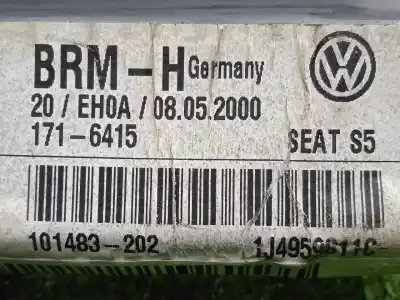 BRM-H Germany
20 / EH0A / 08.05.2000
171-6415 SEAT S5
101483-202